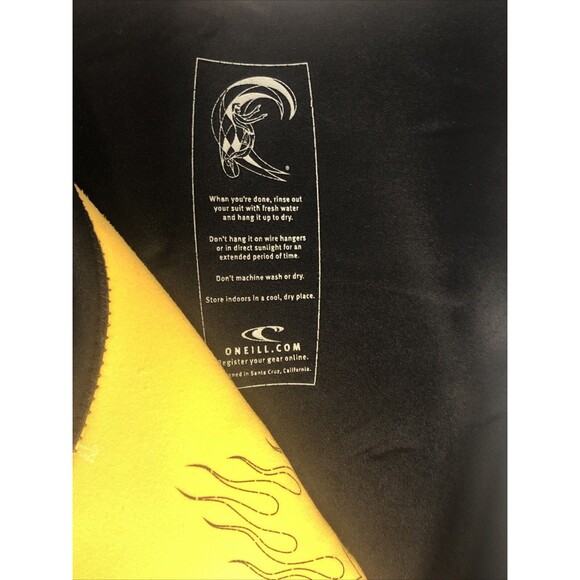 ®
When you're done, rinse out
your suit with fresh water
and hang it up to dry.
Don't hang it on wire hangers
or in direct sunlight for an
extended period of time.
Don't machine wash or dry.
Store indoors in a cool, dry place.
ONEILL.COM
Register your gear online.
in Santa Cruz, California.